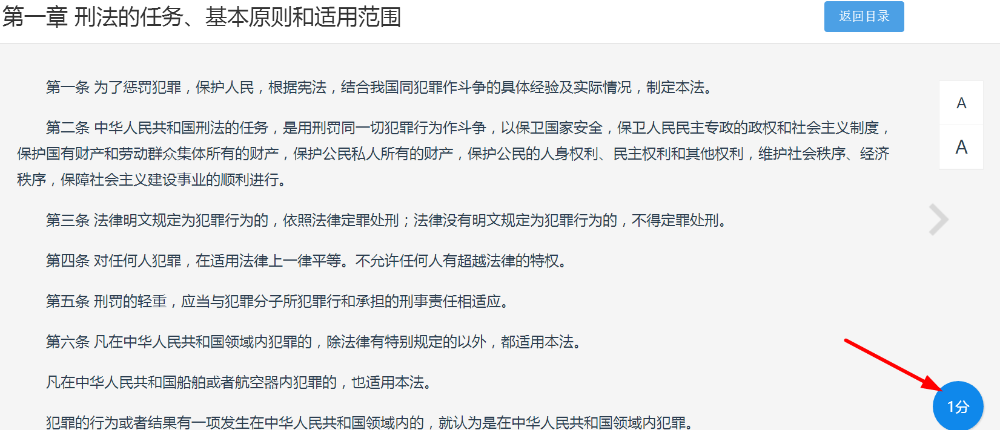 第一章 刑法的任务、基本原则和适用范围
返回目录
第一条 为了惩罚犯罪，保护人民，根据宪法，结合我国同犯罪作斗争的具体经验及实际情况，制定本法。
A
第二条 中华人民共和国刑法的任务，是用刑罚同一切犯罪行为作斗争，以保卫国家安全，保卫人民民主专政的政权和社会主义制度，
保护国有财产和劳动群众集体所有的财产，保护公民私人所有的财产，保护公民的人身权利、民主权利和其他权利，维护社会秩序、经济
秩序，保障社会主义建设事业的顺利进行。
A
第三条 法律明文规定为犯罪行为的，依照法律定罪处刑；法律没有明文规定为犯罪行为的，不得定罪处刑。
第四条 对任何人犯罪，在适用法律上一律平等。不允许任何人有超越法律的特权。
第五条 刑罚的轻重，应当与犯罪分子所犯罪行和承担的刑事责任相适应。
第六条 凡在中华人民共和国领域内犯罪的，除法律有特别规定的以外，都适用本法。
凡在中华人民共和国船舶或者航空器内犯罪的，也适用本法。
1分
犯罪的行为或者结果有一项发生在中华人民共和国领域内的，就认为是在中华人民共和国领域内犯罪。